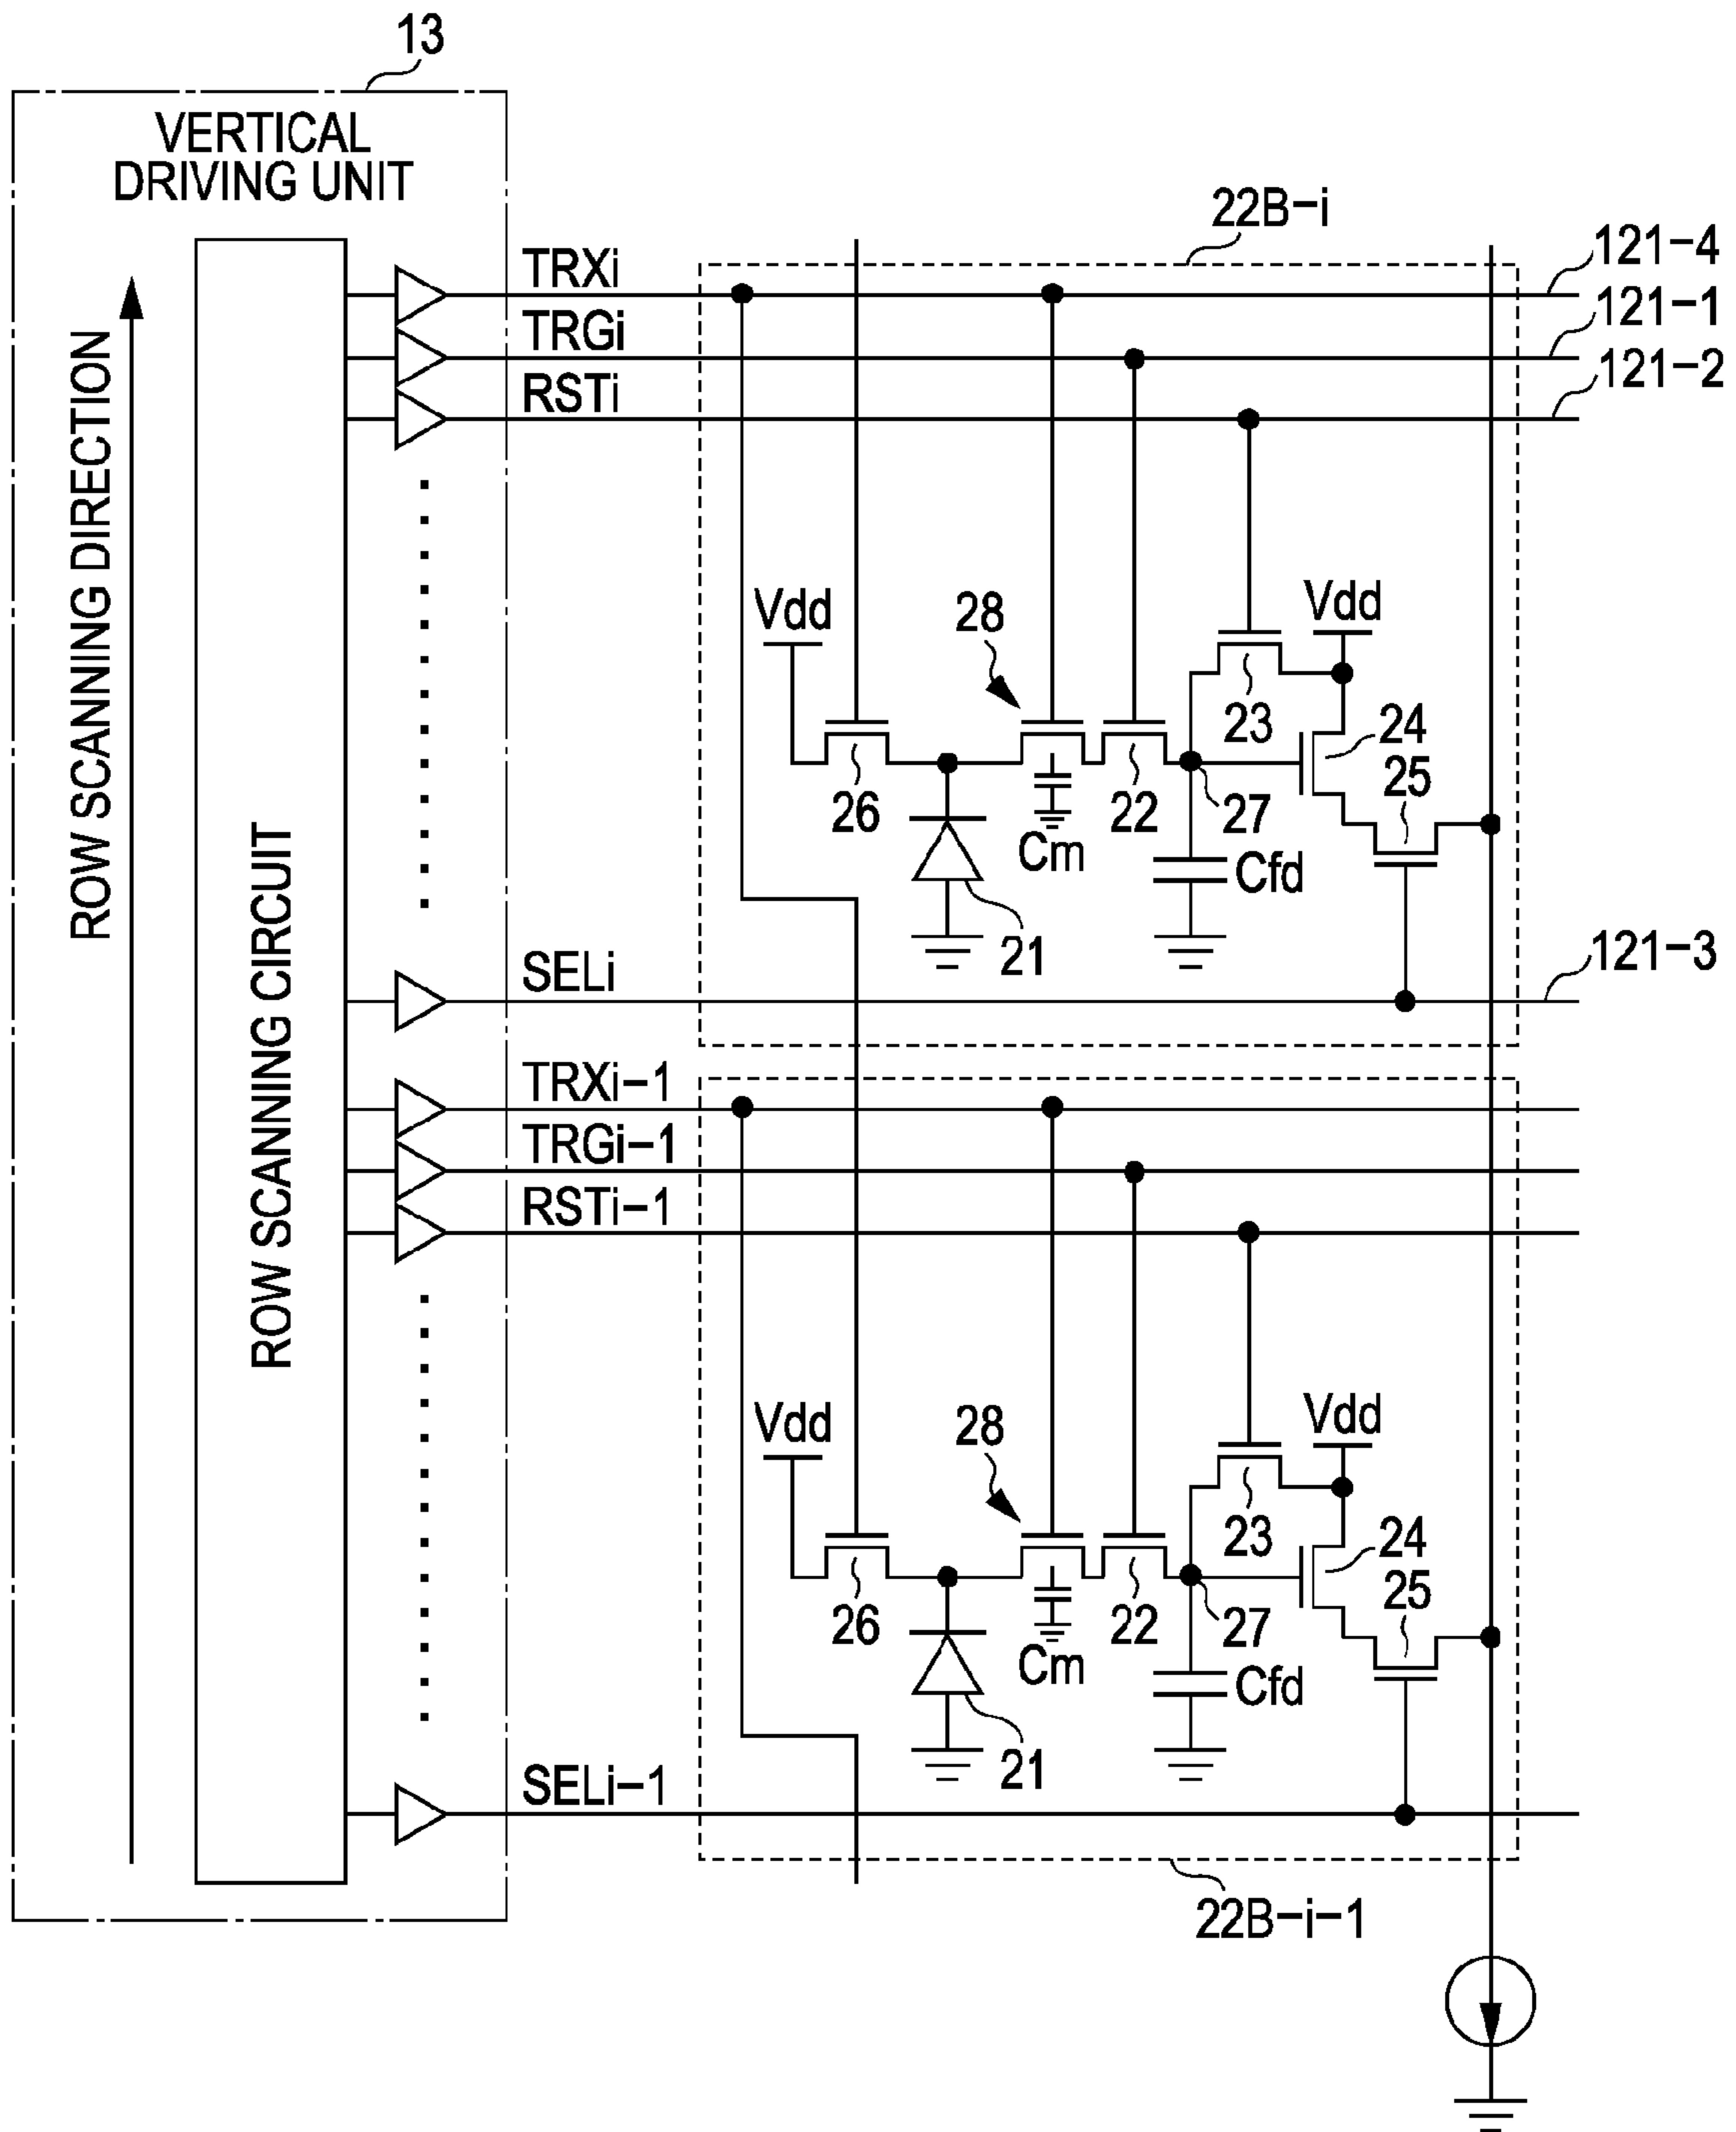 13
VERTICAL
DRIVING UNIT
ROW SCANNING DIRECTION
ROW SCANNING CIRCUIT
22B-i
TRXi
121-4
TRGi
121-1
RSTi
121-2
Vdd
28
Vdd
23
24
25
26
Cm
22
27
Cfd
21
SELi
121-3
TRXi-1
TRGi-1
RSTi-1
Vdd
28
Vdd
23
24
25
26
Cm
22
27
Cfd
21
SELi-1
22B-i-1